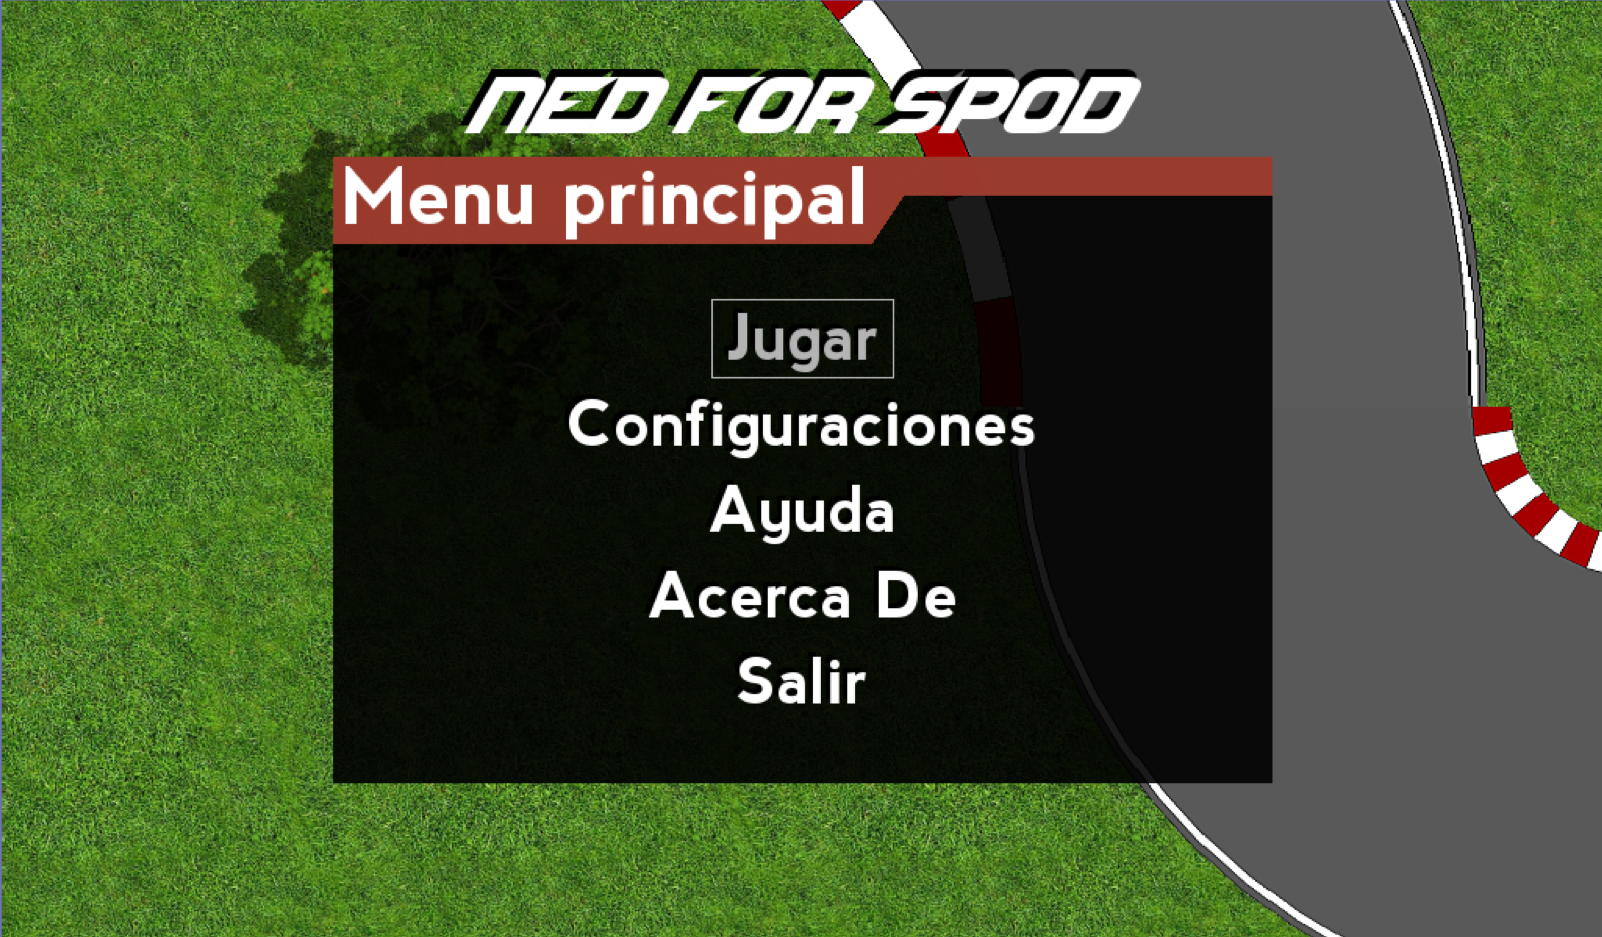 NED FOR SPOD
Menu principal
Jugar
Configuraciones
Ayuda
Acerca De
Salir